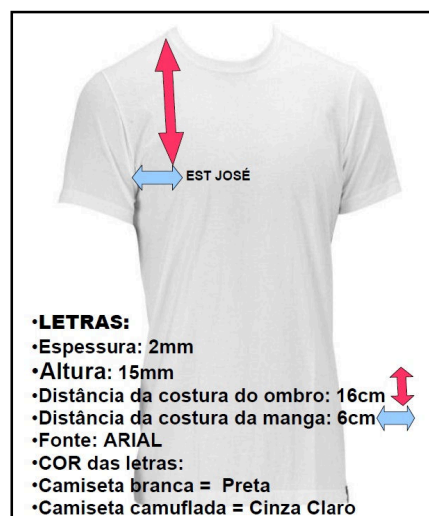 EST JOSÉ
•LETRAS:
•Espessura: 2mm
•Altura: 15mm
•Distância da costura do ombro: 16cm
•Distância da costura da manga: 6cm
•Fonte: ARIAL
•COR das letras:
•Camiseta branca = Preta
•Camiseta camuflada = Cinza Claro